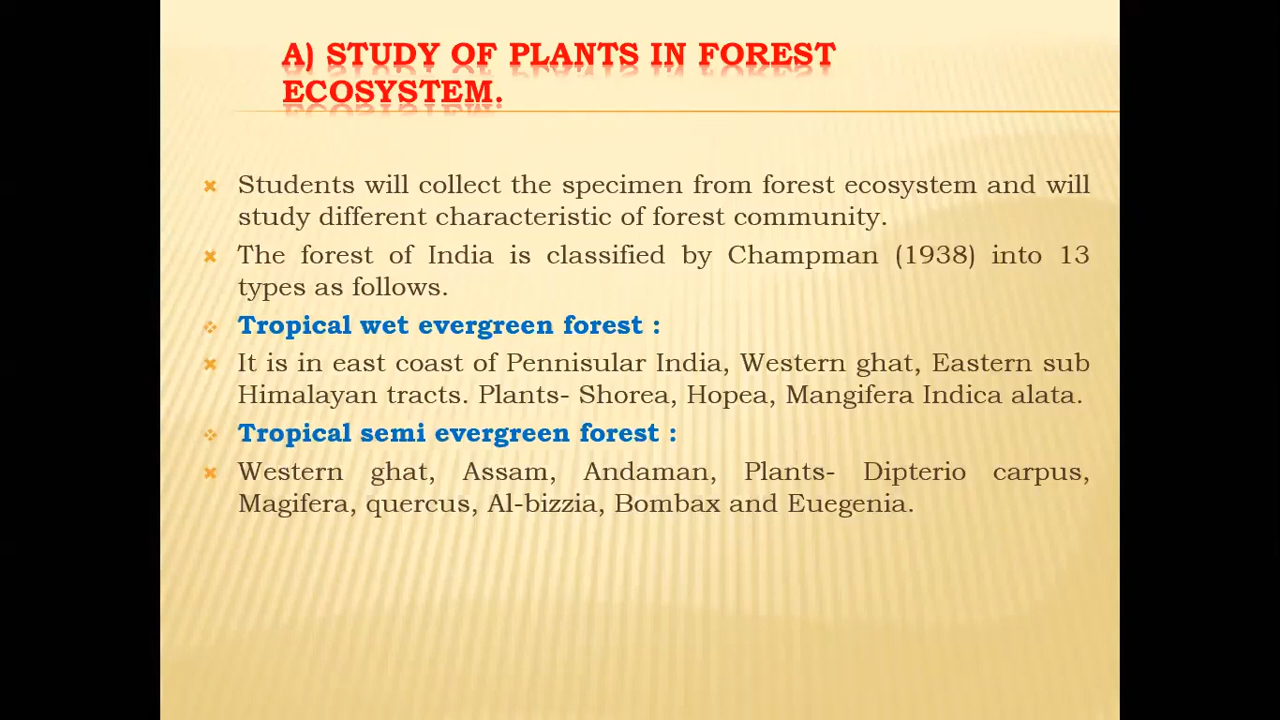 A) STUDY OF PLANTS IN FOREST
ECOSYSTEM.
Students will collect the specimen from forest ecosystem and will
study different characteristic of forest community.
The forest of India is classified by Champman (1938) into 13
types as follows.
Tropical wet evergreen forest :
It is in east coast of Pennisular India, Western ghat, Eastern sub
Himalayan tracts. Plants- Shorea, Hopea, Mangifera Indica alata.
Tropical semi evergreen forest :
Western ghat, Assam, Andaman, Plants- Dipterio carpus,
Magifera, quercus, Al-bizzia, Bombax and Euegenia.